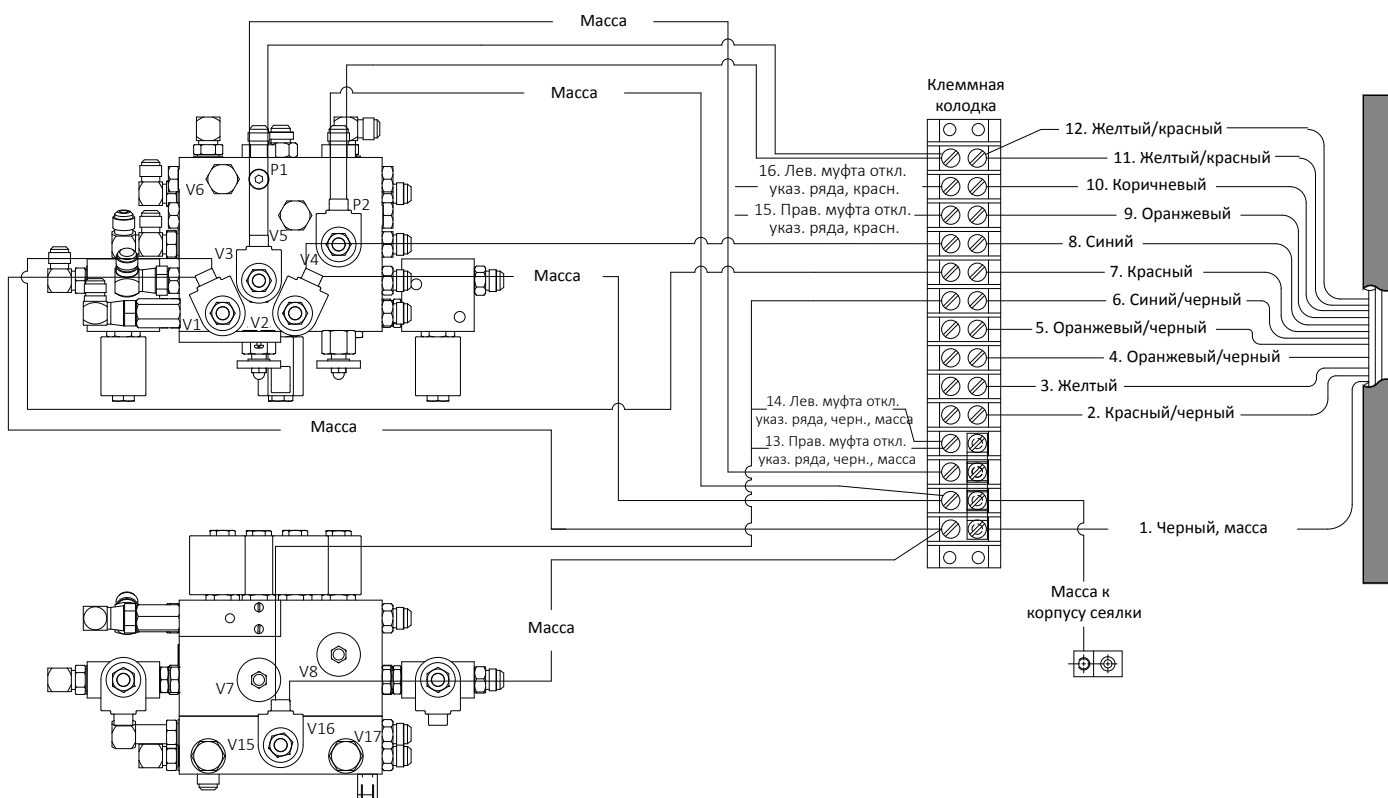 Масса
Масса
Клеммная
колодка
12. Желтый/красный
11. Желтый/красный
16. Лев. муфта откл.
указ. ряда, красн.
10. Коричневый
15. Прав. муфта откл.
указ. ряда, красн.
9. Оранжевый
8. Синий
7. Красный
6. Синий/черный
5. Оранжевый/черный
4. Оранжевый/черный
3. Желтый
14. Лев. муфта откл.
указ. ряда, черн., масса
2. Красный/черный
13. Прав. муфта откл.
указ. ряда, черн., масса
1. Черный, масса
P1
V6
P2
V5
V3
V4
Масса
V1
V2
Масса
Масса к
корпусу сеялки
Масса
V8
V7
V16
V15
V17